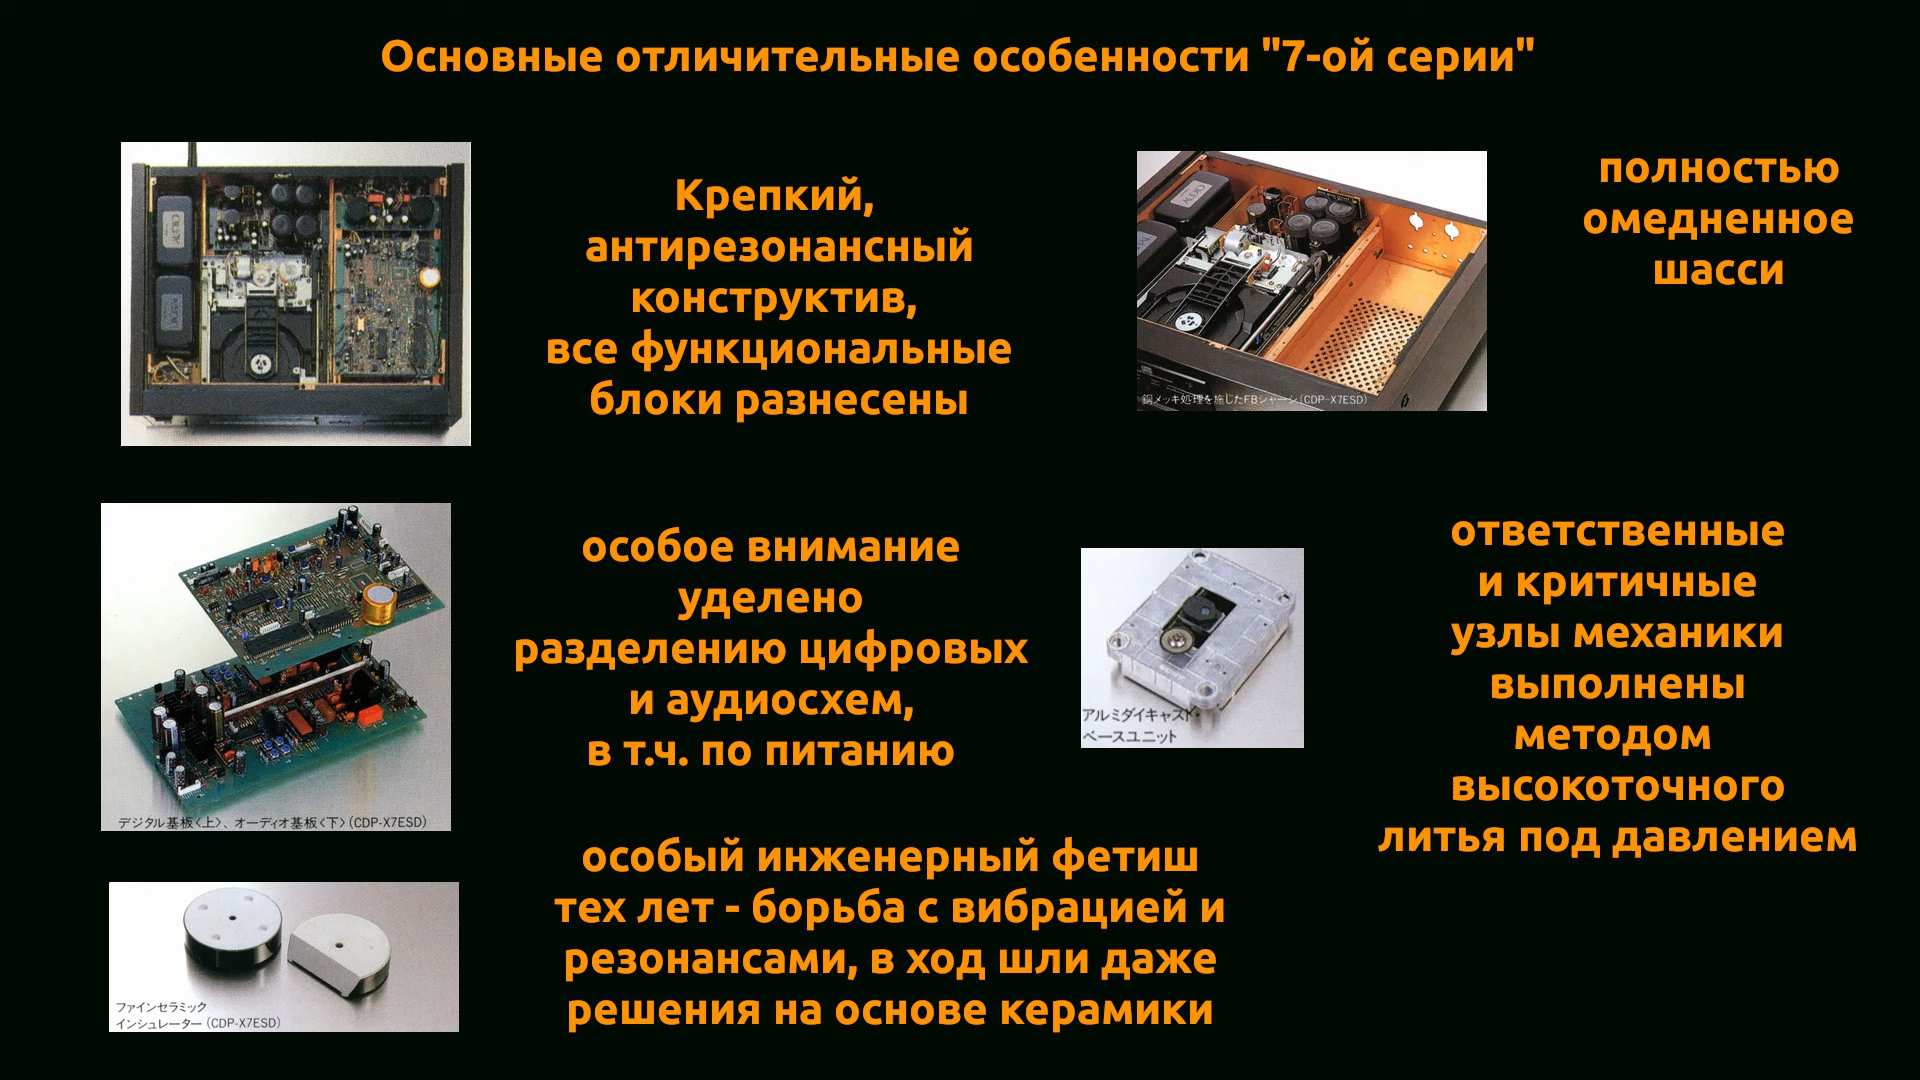 Основные отличительные особенности "7-ой серии"
Крепкий,
антирезонансный
конструктив,
все функциональные
блоки разнесены
полностью
омедненное
шасси
銅メッキ処理を施したFBシャーシ(CDP-X7ESD)
особое внимание
уделено
разделению цифровых
и аудиосхем,
в т.ч. по питанию
デジタル基板〈上〉、オーディオ基板〈下〉(CDP-X7ESD)
ответственные
и критичные
узлы механики
выполнены
методом
высокоточного
литья под давлением
アルミダイキャスト・
ベースユニット
особый инженерный фетиш
тех лет - борьба с вибрацией и
резонансами, в ход шли даже
решения на основе керамики
ファインセラミック
インシュレーター (CDP-X7ESD)